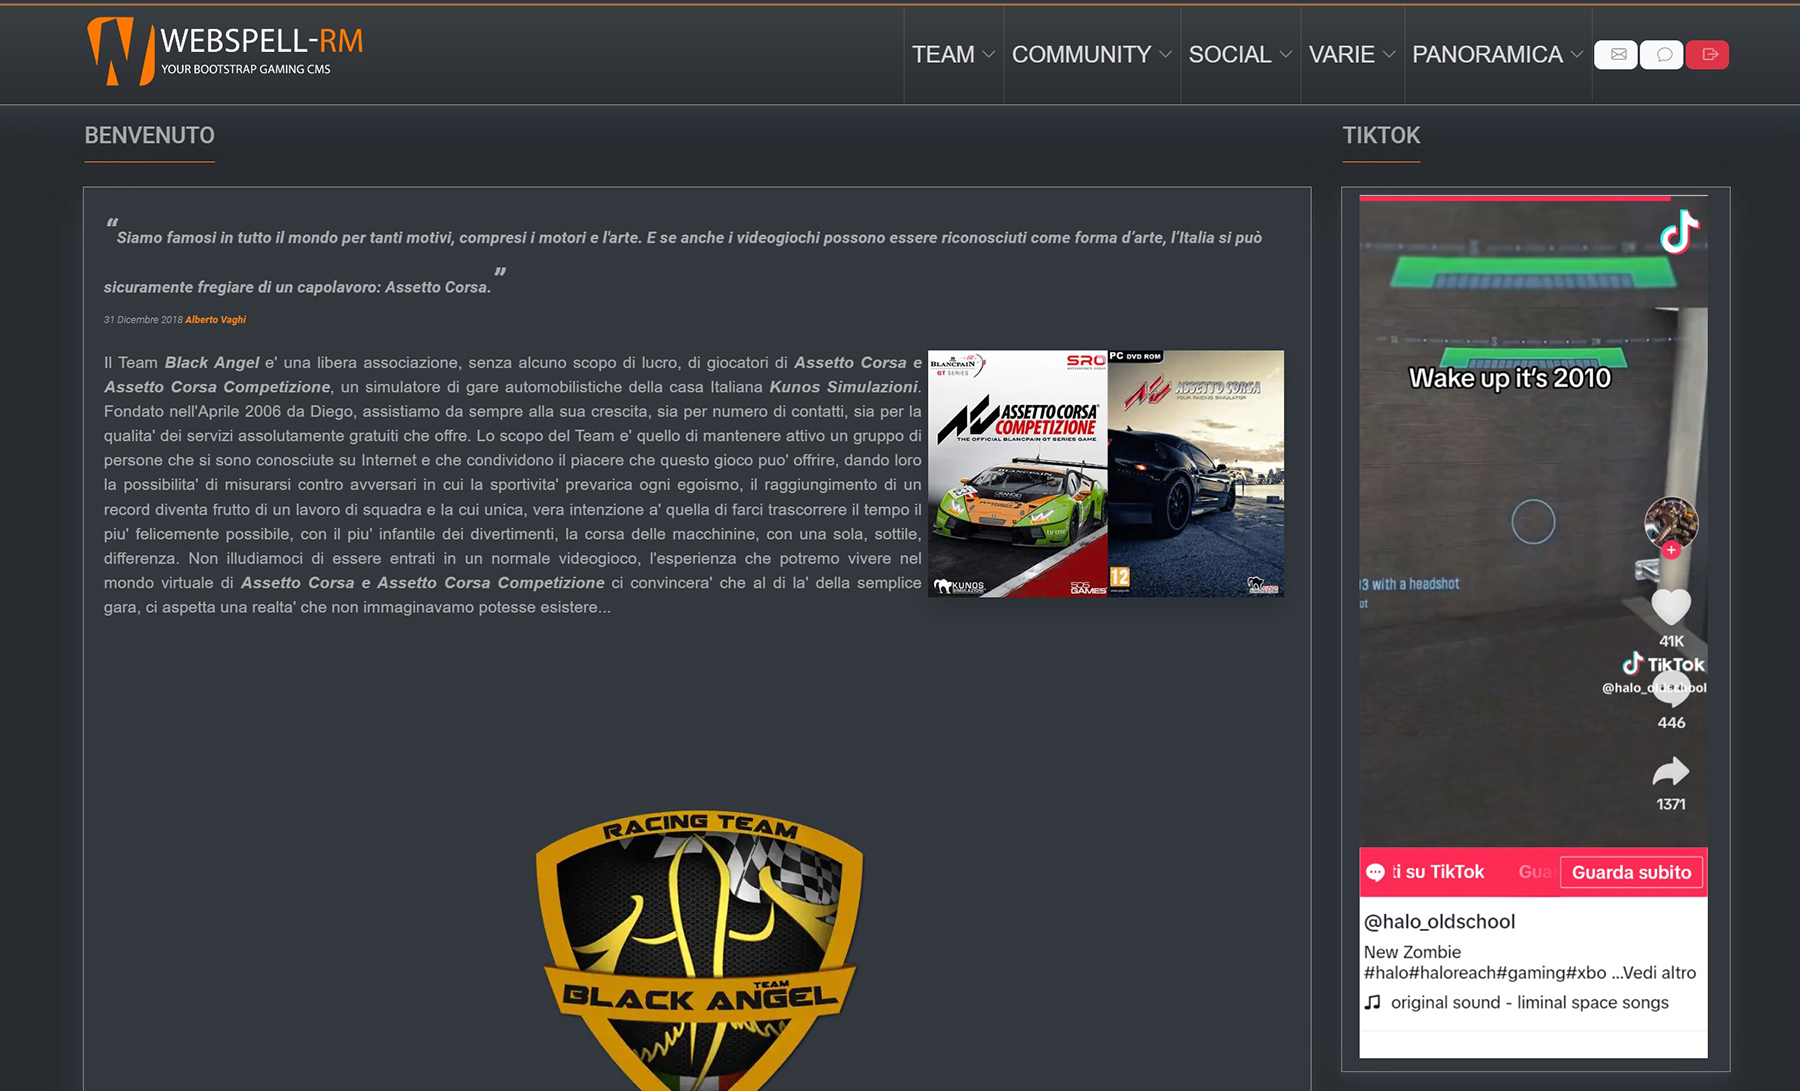 WEBSPELL-RM
YOUR BOOTSTRAP GAMING CMS
TEAM
COMMUNITY
SOCIAL
VARIE
PANORAMICA
BENVENUTO
“Siamo famosi in tutto il mondo per tanti motivi, compresi i motori e l'arte. E se anche i videogiochi possono essere riconosciuti come forma d’arte, l’Italia si può
sicuramente fregiare di un capolavoro: Assetto Corsa.”
31 Dicembre 2018 Alberto Vaghi
Il Team Black Angel e' una libera associazione, senza alcuno scopo di lucro, di giocatori di Assetto Corsa e
Assetto Corsa Competizione, un simulatore di gare automobilistiche della casa Italiana Kunos Simulazioni.
Fondato nell'Aprile 2006 da Diego, assistiamo da sempre alla sua crescita, sia per numero di contatti, sia per la
qualita' dei servizi assolutamente gratuiti che offre. Lo scopo del Team e' quello di mantenere attivo un gruppo di
persone che si sono conosciute su Internet e che condividono il piacere che questo gioco puo' offrire, dando loro
la possibilita' di misurarsi contro avversari in cui la sportivita' prevarica ogni egoismo, il raggiungimento di un
record diventa frutto di un lavoro di squadra e la cui unica, vera intenzione a' quella di farci trascorrere il tempo il
piu' felicemente possibile, con il piu' infantile dei divertimenti, la corsa delle macchinine, con una sola, sottile,
differenza. Non illudiamoci di essere entrati in un normale videogioco, l'esperienza che potremo vivere nel
mondo virtuale di Assetto Corsa e Assetto Corsa Competizione ci convincera' che al di la' della semplice
gara, ci aspetta una realta' che non immaginavamo potesse esistere...
BLANCPAIN
GT SERIES
SRO
ASSETTO CORSA
COMPETIZIONE
THE OFFICIAL BLANCPAIN GT SERIES GAME
KUNOS
505
GAMES
PC DVD ROM
ASSETTO CORSA
YOUR RACING SIMULATOR
12
RACING TEAM
TEAM
BLACK ANGEL
TIKTOK
Wake up it’s 2010
3 with a headshot
ot
41K
TikTok
@halo_oldschool
446
1371
ti su TikTok
Gua
Guarda subito
@halo_oldschool
New Zombie
#halo#haloreach#gaming#xbo ...Vedi altro
original sound - liminal space songs